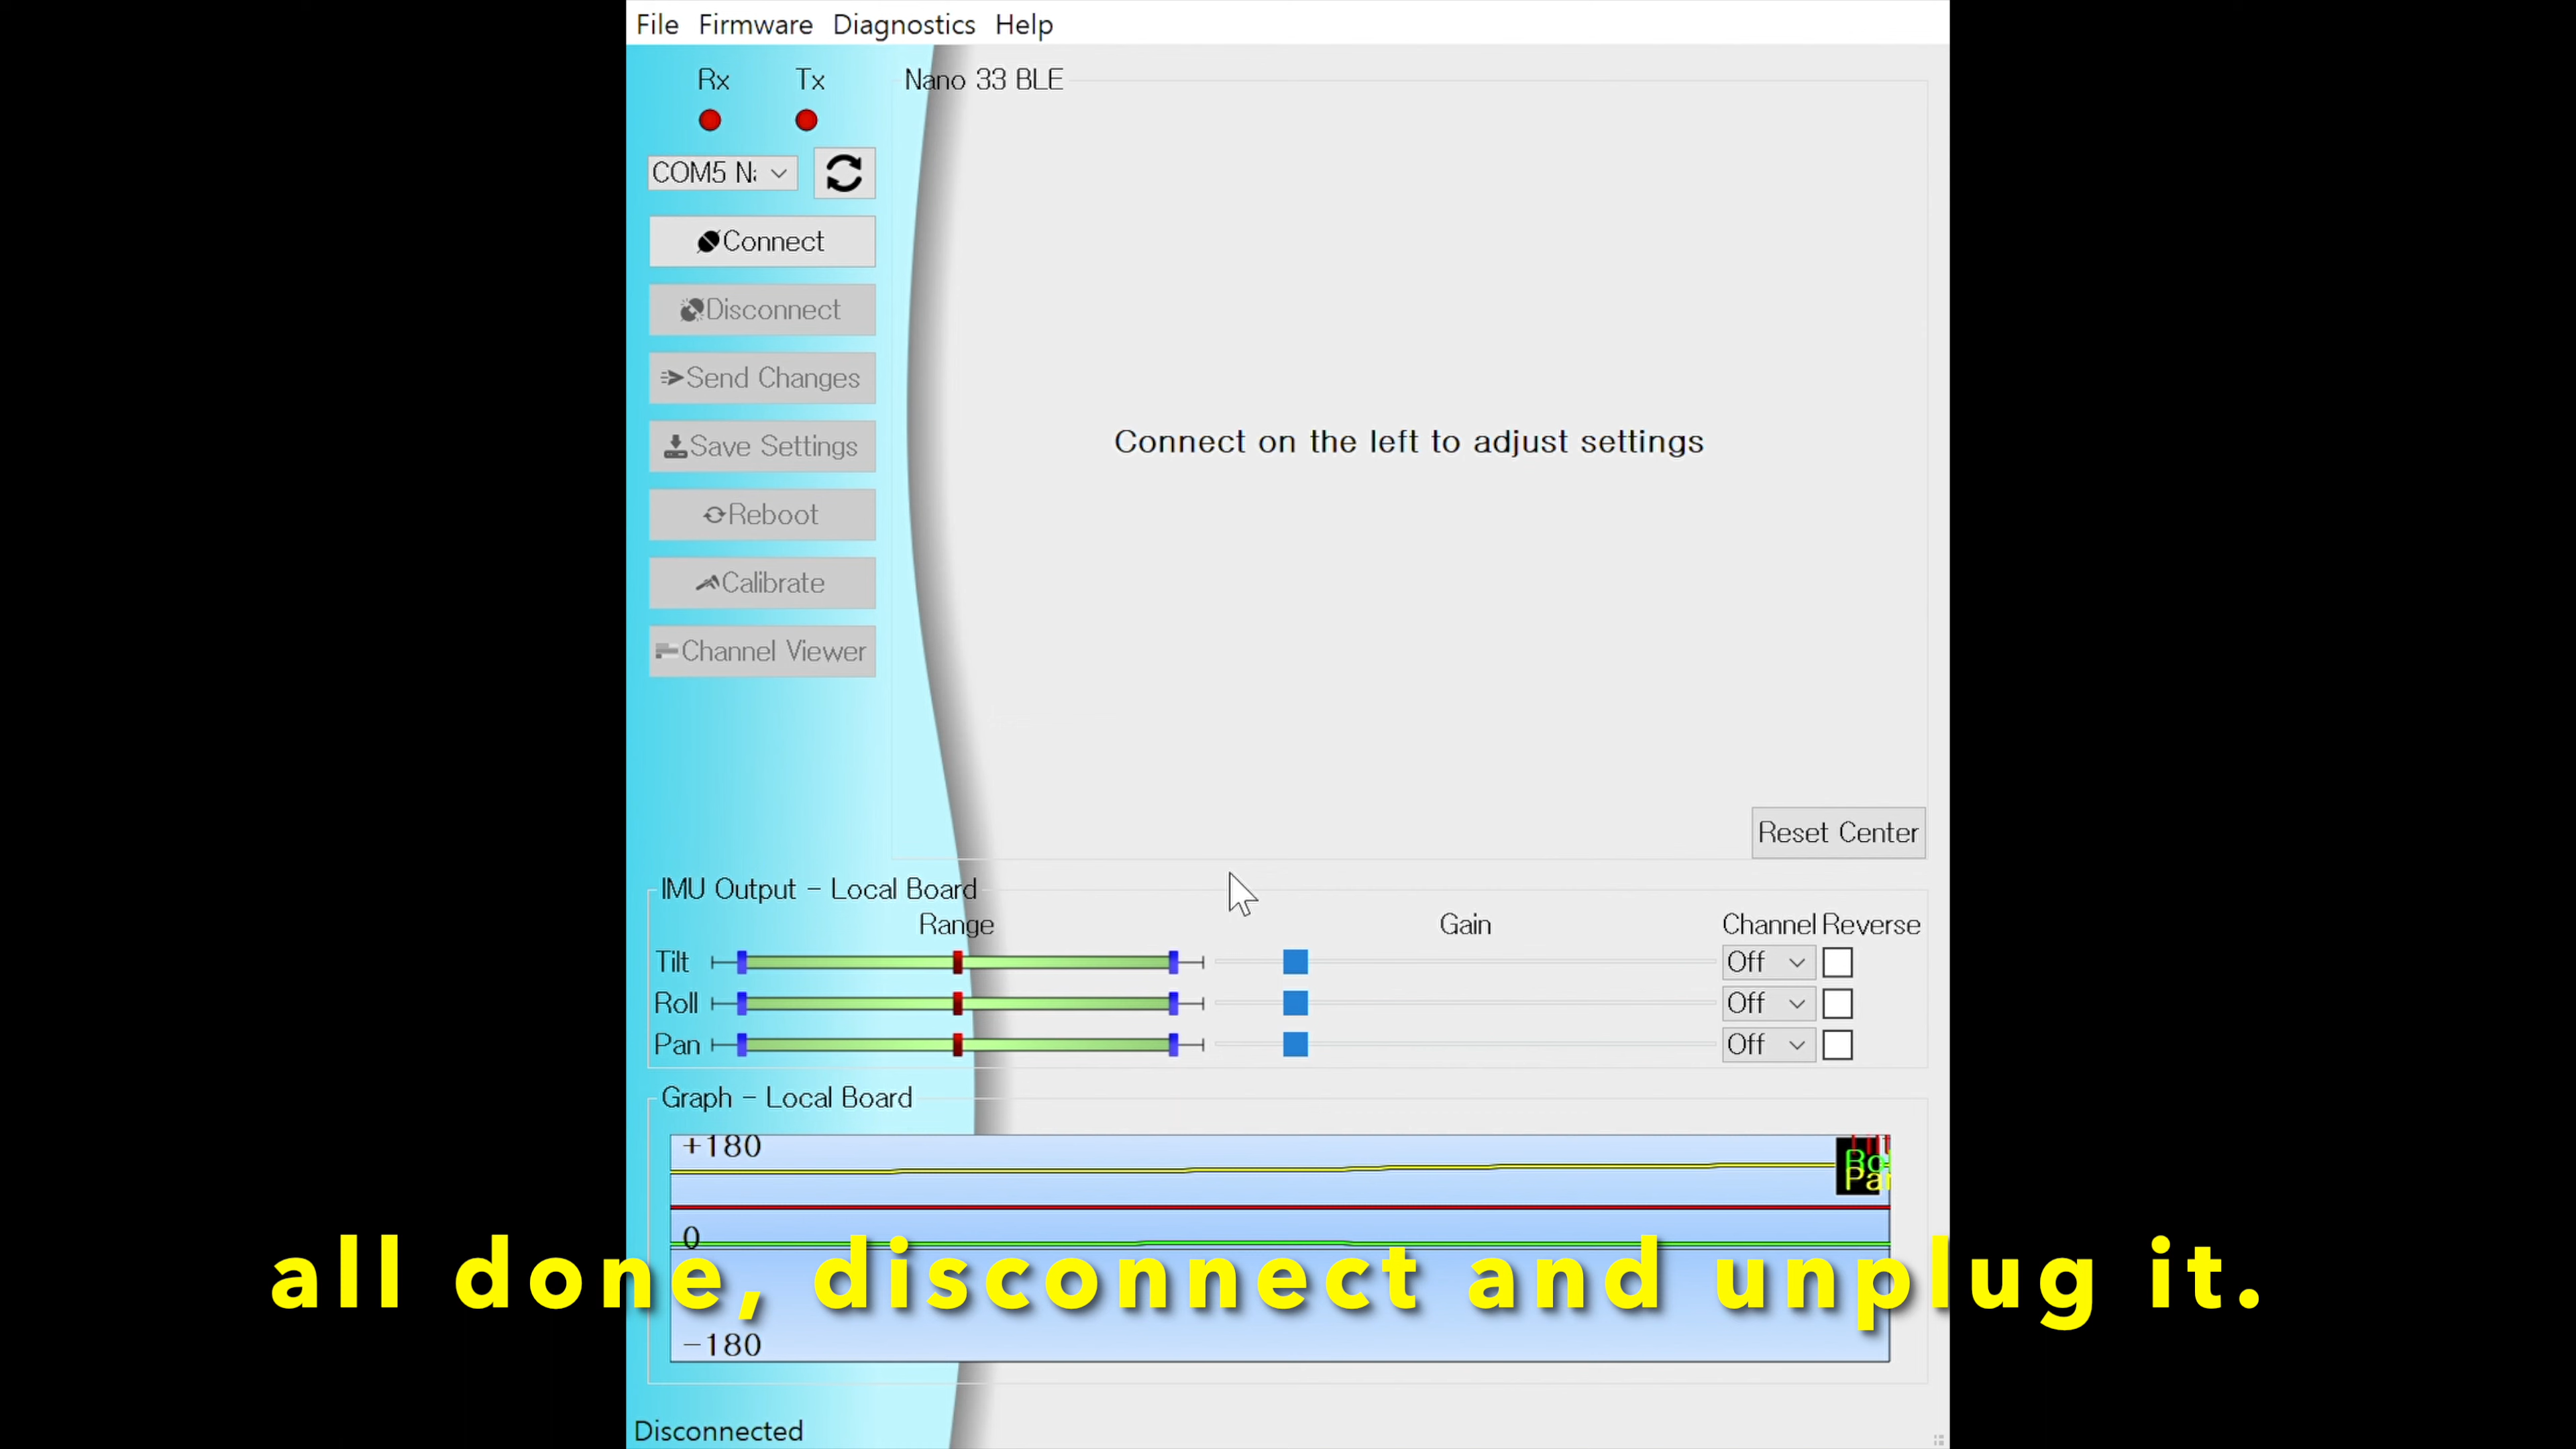 File Firmware Diagnostics Help
Rx Tx
Nano 33 BLE
COM5
Connect
Disconnect
Send Changes
Save Settings
Reboot
Calibrate
Channel Viewer
Connect on the left to adjust settings
Reset Center
IMU Output - Local Board
Range Gain Channel Reverse
Tilt Off
Roll Off
Pan Off
Graph - Local Board
+180
0
-180
all done, disconnect and unplug it.
Disconnected